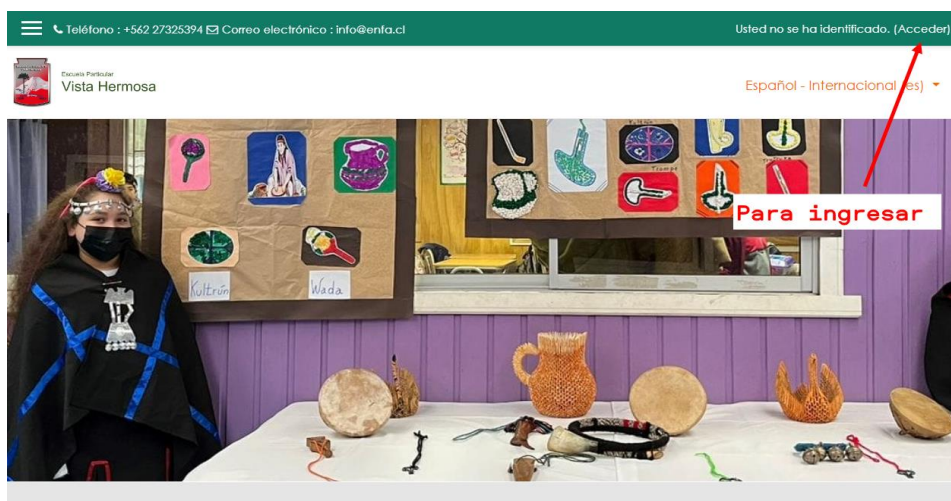 Teléfono : +562 27325394 Correo electrónico : info@enfa.cl
Usted no se ha identificado. (Acceder)
Escuela Particular
Vista Hermosa
Español - Internacional (es)
Para ingresar
Kultrún
Wada
Trompe